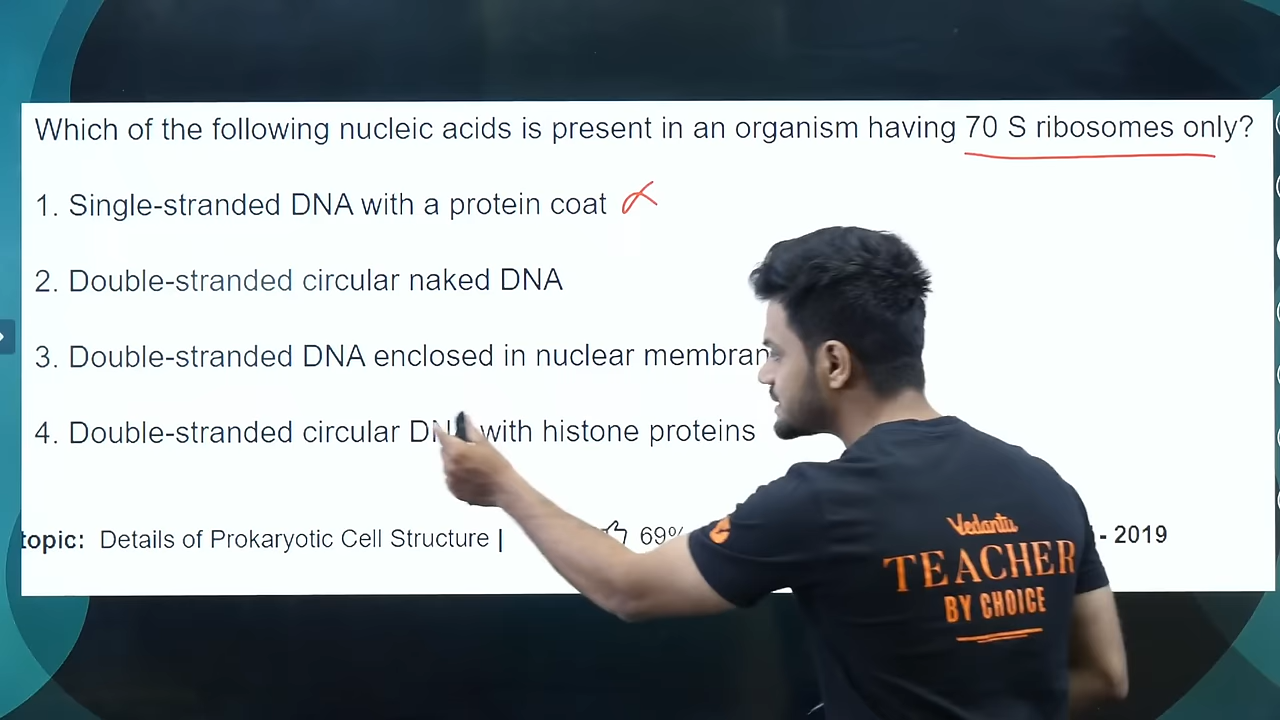 Which of the following nucleic acids is present in an organism having 70 S ribosomes only?
1. Single-stranded DNA with a protein coat
2. Double-stranded circular naked DNA
3. Double-stranded DNA enclosed in nuclear
4. Double-stranded circular with histone proteins
topic: Details of Prokaryotic Cell Structure | 69% - 2019
Vedantu
TEACHER
BY CHOICE